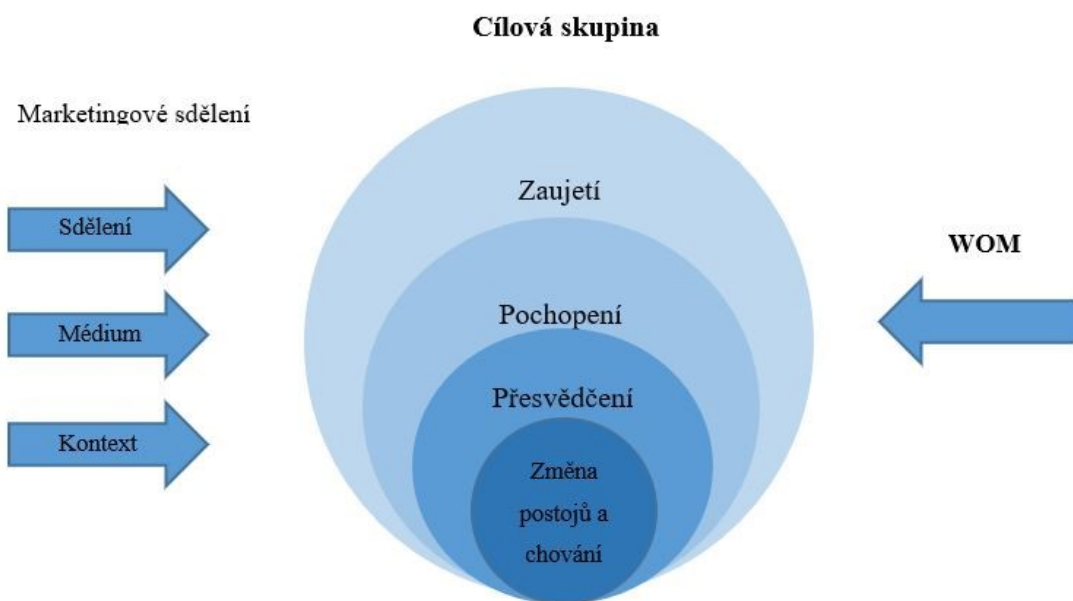 Cílová skupina
Marketingové sdělení
Zaujetí
Sdělení
WOM
Pochopení
Médium
Přesvědčení
Kontext
Změna
postojů a
chování